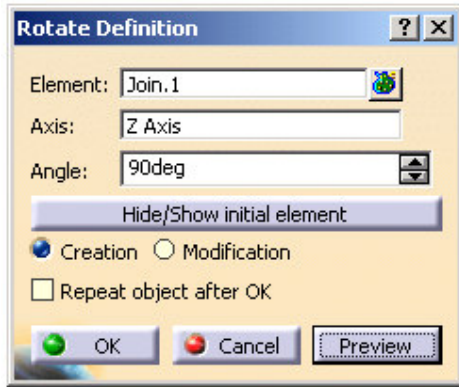 Rotate Definition ? X
Element: Join.1
Axis: Z Axis
Angle: 90deg
Hide/Show initial element
Creation Modification
Repeat object after OK
OK Cancel Preview